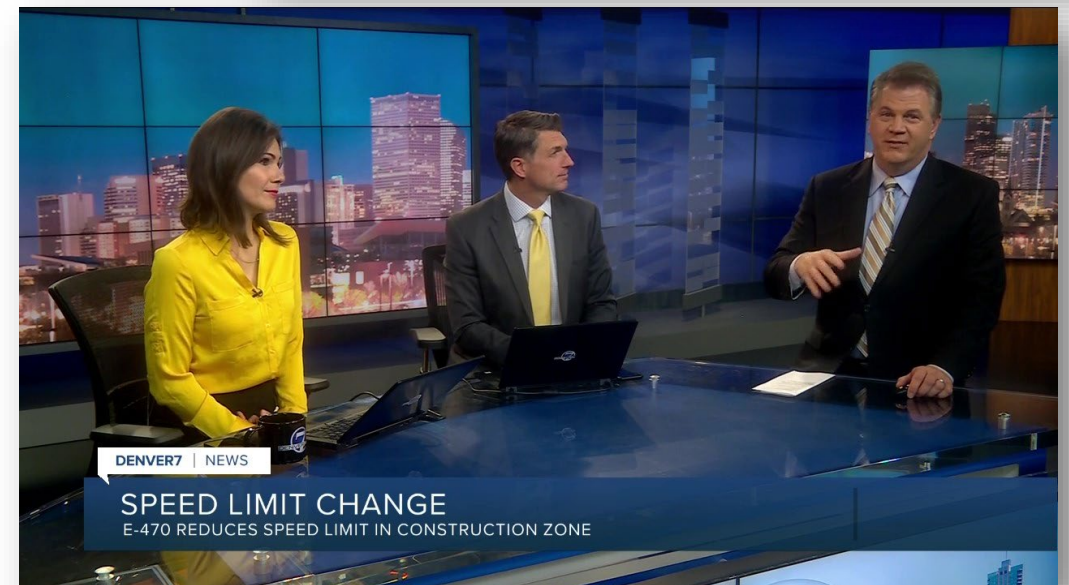 DENVER7 | NEWS
SPEED LIMIT CHANGE
E-470 REDUCES SPEED LIMIT IN CONSTRUCTION ZONE